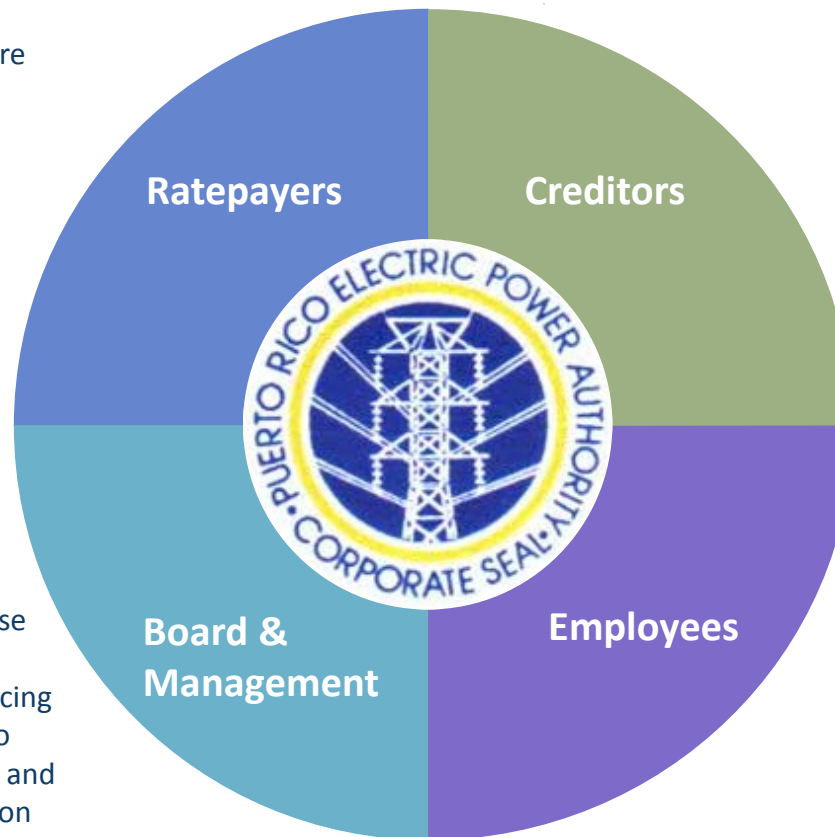 re
Ratepayers
Creditors
PUERTO RICO ELECTRIC POWER AUTHORITY
• CORPORATE SEAL •
se
Board &
Management
Employees
cing
o
and
on